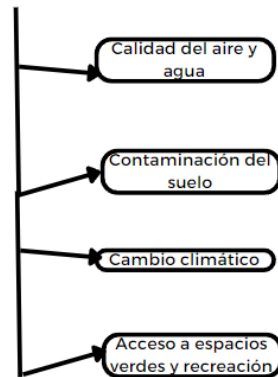 Calidad del aire y
agua
Contaminación del
suelo
Cambio climático
Acceso a espacios
verdes y recreación